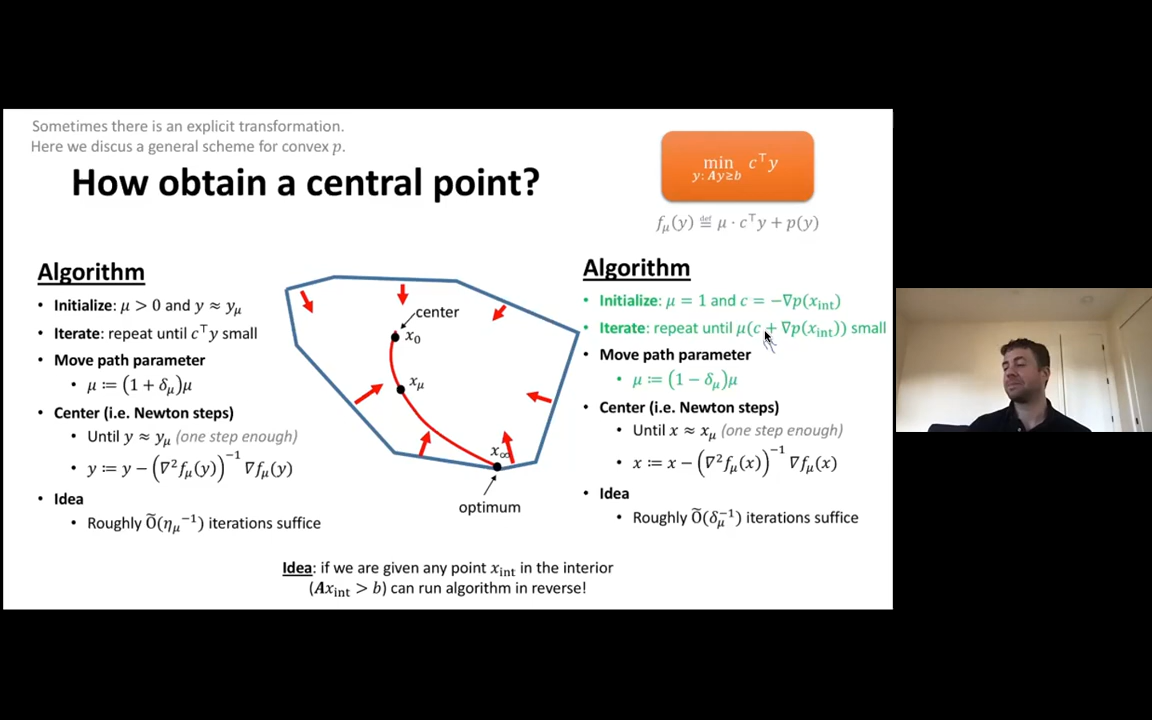 Sometimes there is an explicit transformation.
Here we discus a general scheme for convex p.
How obtain a central point?
min c⊤y
y: Ay≥b
f_μ(y) ≝ μ · c⊤y + p(y)
Algorithm
• Initialize: μ > 0 and y ≈ y_μ
• Iterate: repeat until c⊤y small
• Move path parameter
• μ ≔ (1 + δ_μ)μ
• Center (i.e. Newton steps)
• Until y ≈ y_μ (one step enough)
• y ≔ y − (∇²f_μ(y))⁻¹ ∇f_μ(y)
• Idea
• Roughly Õ(η_μ⁻¹) iterations suffice
center
x₀
x_μ
x_∞
optimum
Algorithm
• Initialize: μ = 1 and c = −∇p(x_int)
• Iterate: repeat until μ(c + ∇p(x_int)) small
• Move path parameter
• μ ≔ (1 − δ_μ)μ
• Center (i.e. Newton steps)
• Until x ≈ x_μ (one step enough)
• x ≔ x − (∇²f_μ(x))⁻¹ ∇f_μ(x)
• Idea
• Roughly Õ(δ_μ⁻¹) iterations suffice
Idea: if we are given any point x_int in the interior
(Ax_int > b) can run algorithm in reverse!